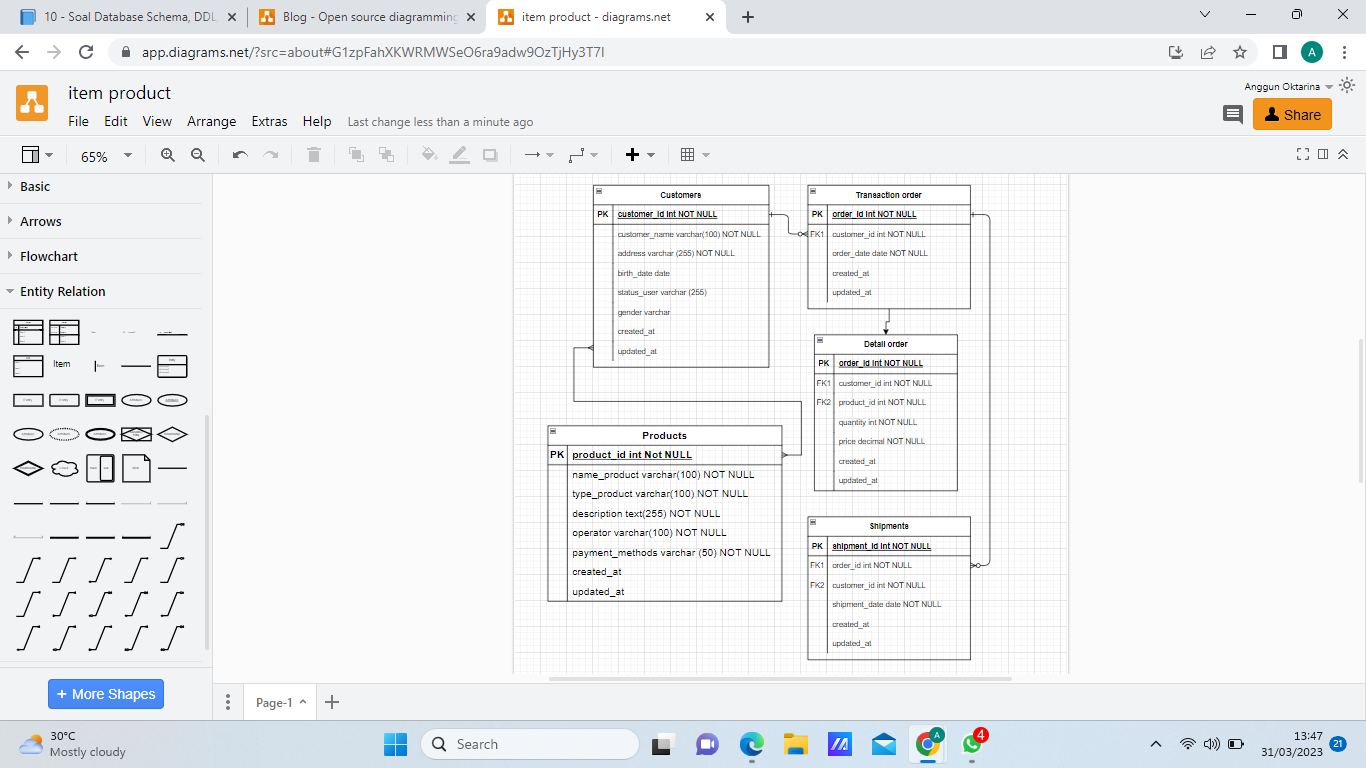 10 - Soal Database Schema, DDL,
Blog - Open source diagramming
item product - diagrams.net
app.diagrams.net/?src=about#G1zpFahXKWRMWSeO6ra9adw9OzTjHy3T7I
A
item product
Anggun Oktarina
File Edit View Arrange Extras Help Last change less than a minute ago
Share
65%
Basic
Arrows
Flowchart
Entity Relation
Item
+ More Shapes
Customers
PK customer_id int NOT NULL
customer_name varchar(100) NOT NULL
address varchar (255) NOT NULL
birth_date date
status_user varchar (255)
gender varchar
created_at
updated_at
Transaction order
PK order_id int NOT NULL
FK1 customer_id int NOT NULL
order_date date NOT NULL
created_at
updated_at
Detail order
PK order_id int NOT NULL
FK1 customer_id int NOT NULL
FK2 product_id int NOT NULL
quantity int NOT NULL
price decimal NOT NULL
created_at
updated_at
Products
PK product_id int Not NULL
name_product varchar(100) NOT NULL
type_product varchar(100) NOT NULL
description text(255) NOT NULL
operator varchar(100) NOT NULL
payment_methods varchar (50) NOT NULL
created_at
updated_at
Shipments
PK shipment_id int NOT NULL
FK1 order_id int NOT NULL
FK2 customer_id int NOT NULL
shipment_date date NOT NULL
created_at
updated_at
Page-1
30°C
Mostly cloudy
Search
A
4
13:47
31/03/2023
21